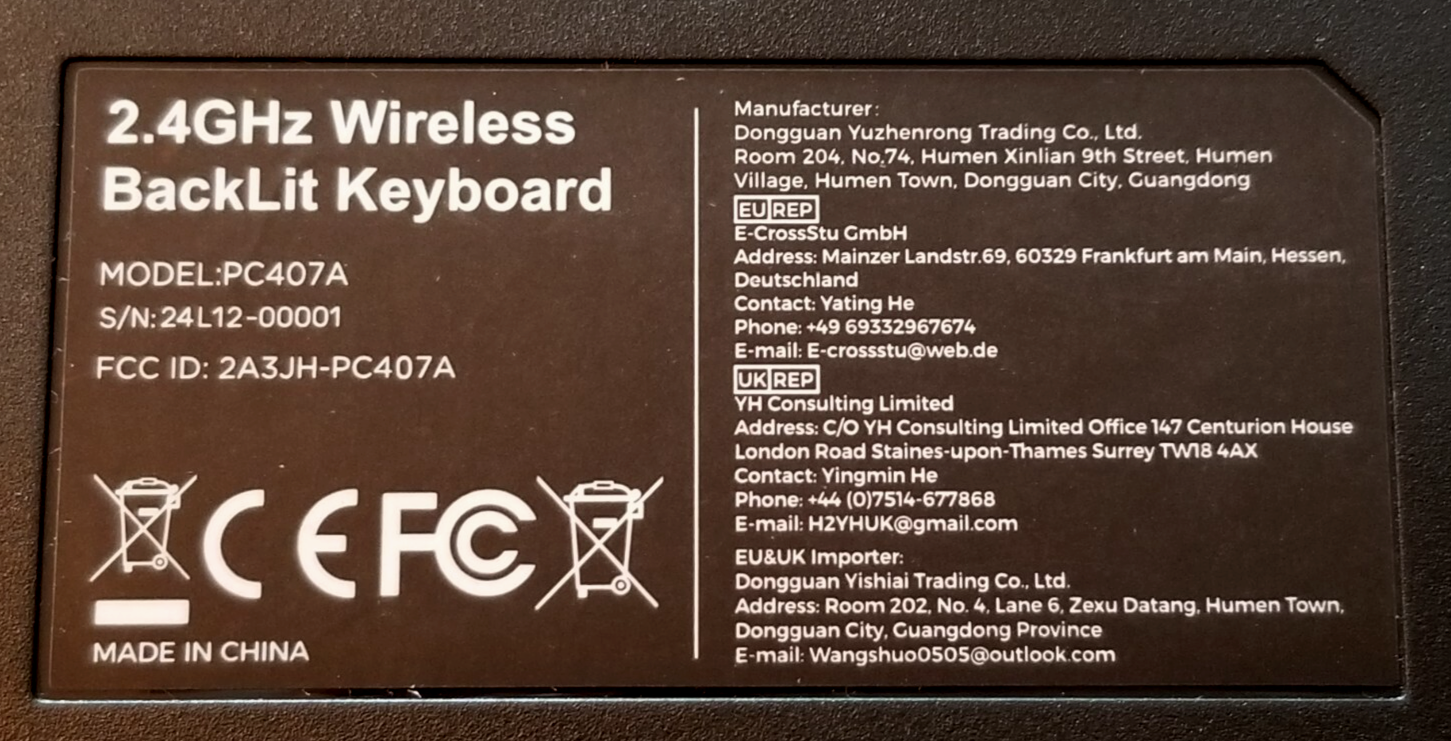 2.4GHz Wireless
BackLit Keyboard
MODEL:PC407A
S/N:24L12-00001
FCC ID: 2A3JH-PC407A
CE FC
MADE IN CHINA
Manufacturer:
Dongguan Yuzhenrong Trading Co., Ltd.
Room 204, No.74, Humen Xinlian 9th Street, Humen
Village, Humen Town, Dongguan City, Guangdong
EU REP
E-CrossStu GmbH
Address: Mainzer Landstr.69, 60329 Frankfurt am Main, Hessen,
Deutschland
Contact: Yating He
Phone: +49 69332967674
E-mail: E-crossstu@web.de
UK REP
YH Consulting Limited
Address: C/O YH Consulting Limited Office 147 Centurion House
London Road Staines-upon-Thames Surrey TW18 4AX
Contact: Yingmin He
Phone: +44 (0)7514-677868
E-mail: H2YHUK@gmail.com
EU&UK Importer:
Dongguan Yishiai Trading Co., Ltd.
Address: Room 202, No. 4, Lane 6, Zexu Datang, Humen Town,
Dongguan City, Guangdong Province
E-mail: Wangshuo0505@outlook.com